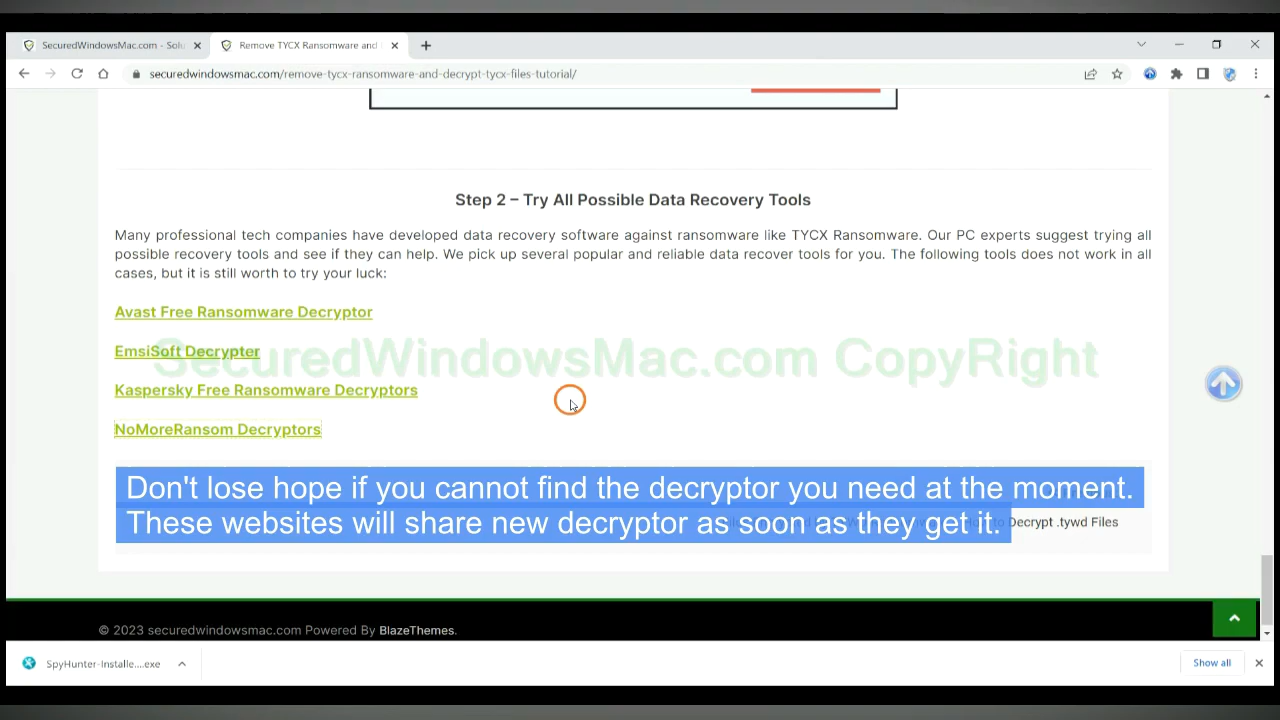 SecuredWindowsMac.com - Solu
Remove TYCX Ransomware and
securedwindowsmac.com/remove-tycx-ransomware-and-decrypt-tycx-files-tutorial/
Step 2 – Try All Possible Data Recovery Tools
Many professional tech companies have developed data recovery software against ransomware like TYCX Ransomware. Our PC experts suggest trying all
possible recovery tools and see if they can help. We pick up several popular and reliable data recover tools for you. The following tools does not work in all
cases, but it is still worth to try your luck:
Avast Free Ransomware Decryptor
SecuredWindowsMac.com CopyRight
EmsiSoft Decrypter
Kaspersky Free Ransomware Decryptors
NoMoreRansom Decryptors
Don't lose hope if you cannot find the decryptor you need at the moment.
These websites will share new decryptor as soon as they get it.
Decrypt .tywd Files
© 2023 securedwindowsmac.com Powered By BlazeThemes.
SpyHunter-Installe....exe
Show all